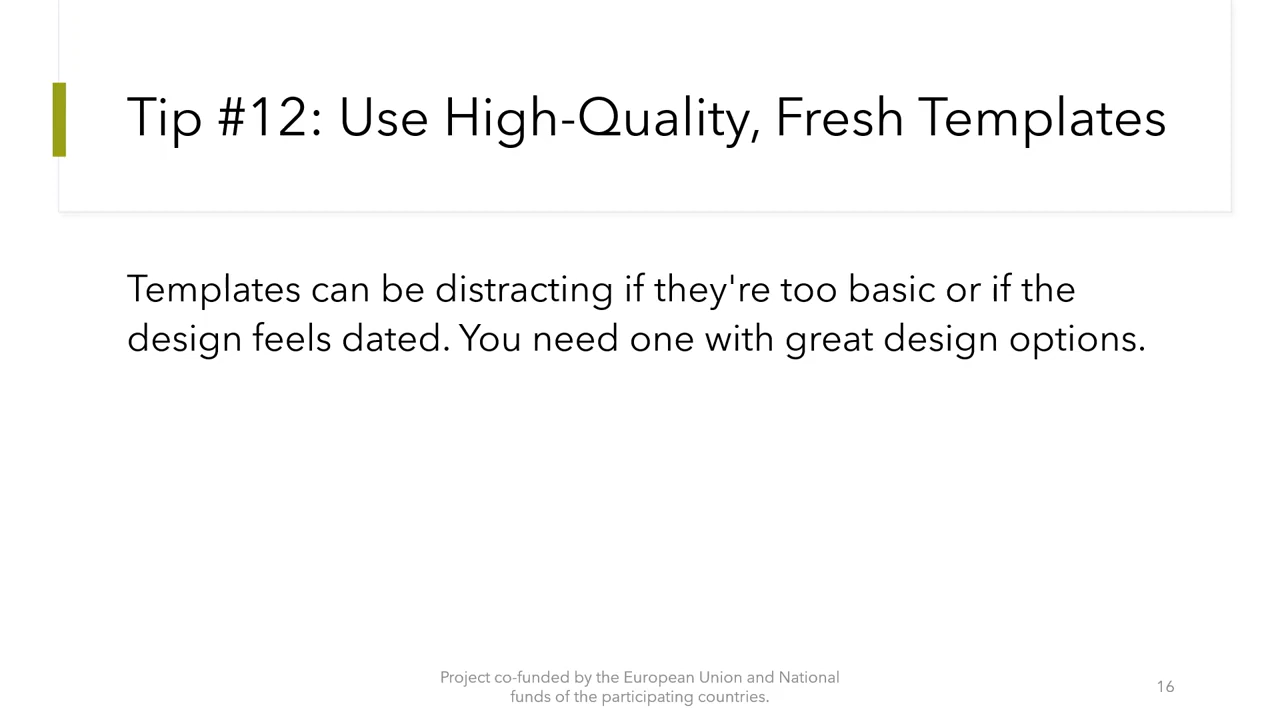 Tip #12: Use High-Quality, Fresh Templates
Templates can be distracting if they're too basic or if the
design feels dated. You need one with great design options.
Project co-funded by the European Union and National
funds of the participating countries.
16